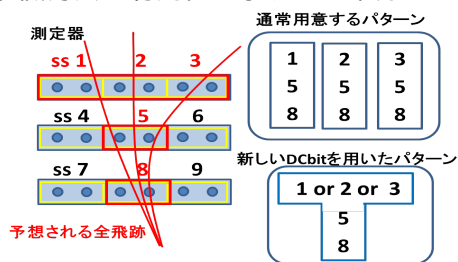 測定器
通常用意するパターン
ss 1 2 3
1 2 3
5 5 5
8 8 8
ss 4 5 6
ss 7 8 9
新しいDCbitを用いたパターン
1 or 2 or 3
5
8
予想される全飛跡